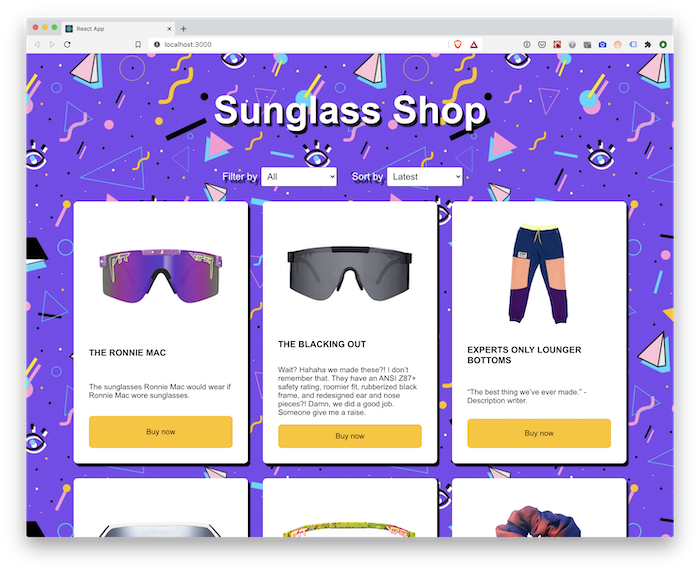 React App
localhost:3000
Sunglass Shop
Filter by All Sort by Latest
THE RONNIE MAC
The sunglasses Ronnie Mac would wear if
Ronnie Mac wore sunglasses.
Buy now
THE BLACKING OUT
Wait? Hahaha we made these?! I don’t
remember that. They have an ANSI Z87+
safety rating, roomier fit, rubberized black
frame, and redesigned ear and nose
pieces?! Damn, we did a good job.
Someone give me a raise.
Buy now
EXPERTS ONLY LOUNGER
BOTTOMS
“The best thing we’ve ever made.” -
Description writer.
Buy now